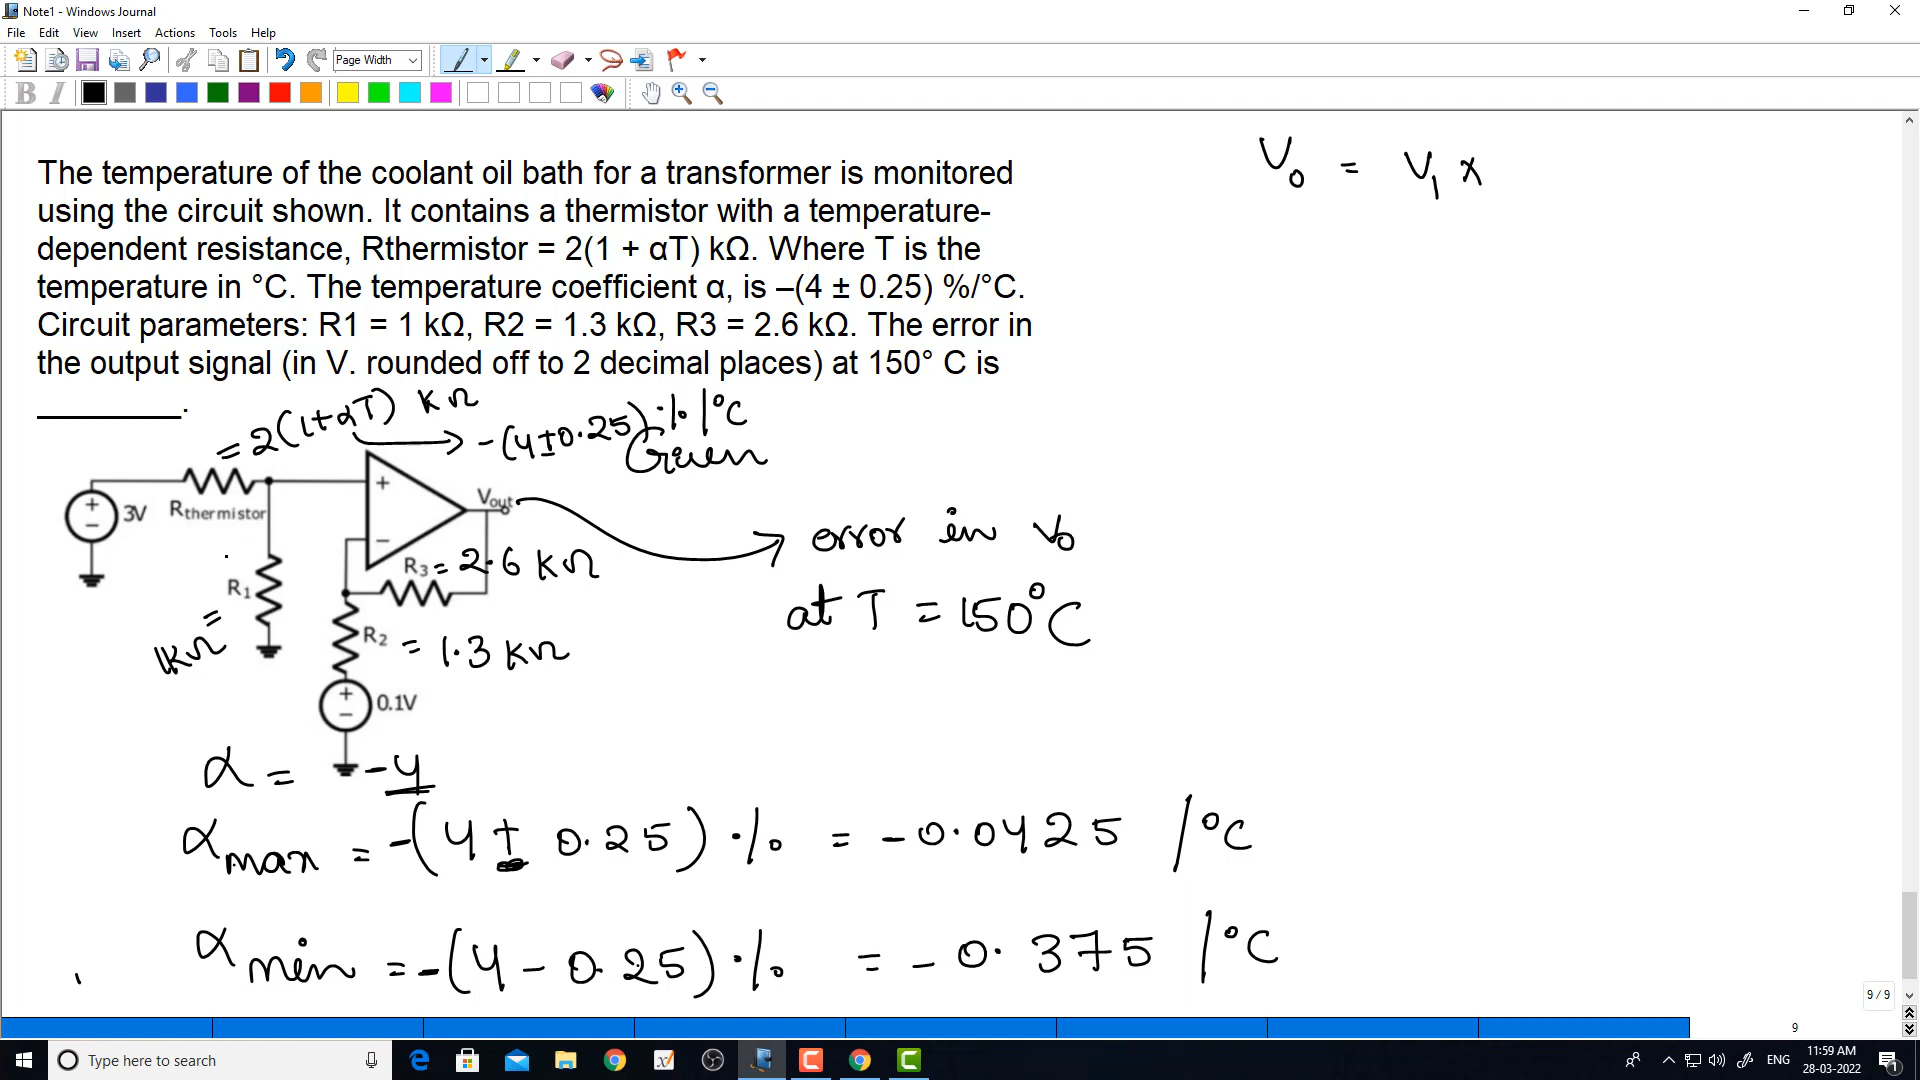 Note1 - Windows Journal
File Edit View Insert Actions Tools Help
Page Width
B I
The temperature of the coolant oil bath for a transformer is monitored
using the circuit shown. It contains a thermistor with a temperature-
dependent resistance, Rthermistor = 2(1 + αT) kΩ. Where T is the
temperature in °C. The temperature coefficient α, is –(4 ± 0.25) %/°C.
Circuit parameters: R1 = 1 kΩ, R2 = 1.3 kΩ, R3 = 2.6 kΩ. The error in
the output signal (in V. rounded off to 2 decimal places) at 150° C is
________.
V₀ = V₁ ×
= 2(1+αT) kΩ
-(4±0.25) % /°C
Given
+
−
3V
Rthermistor
R1
= 1kΩ
+
−
Vout
R3 = 2.6 kΩ
R2 = 1.3 kΩ
+
−
0.1V
error in V₀
at T = 150°C
α = -4
αmax = -(4 ± 0.25) % = -0.0425 /°C
αmin = -(4 - 0.25) % = -0.375 /°C
9 / 9
9
Type here to search
ENG
11:59 AM
28-03-2022
1